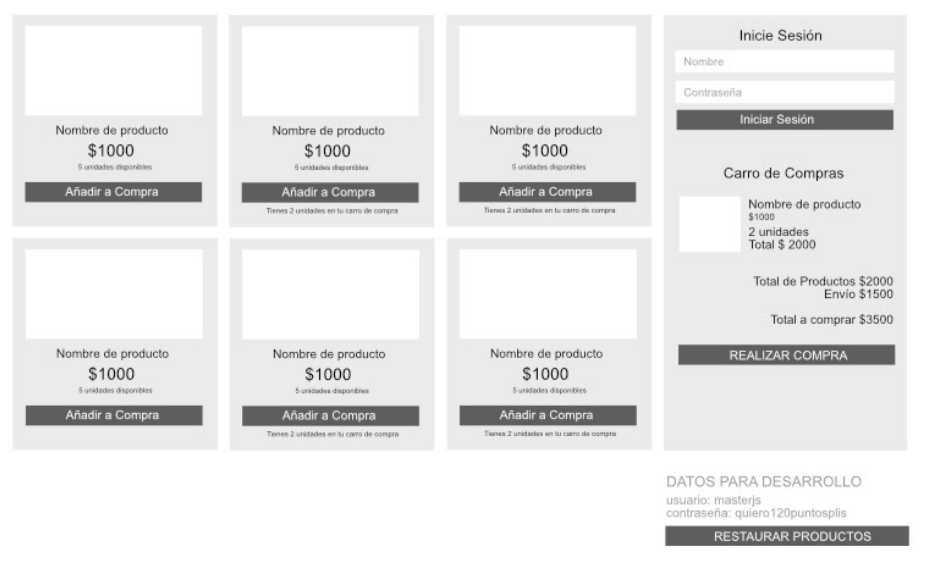 Nombre de producto
$1000
5 unidades disponibles
Añadir a Compra
Nombre de producto
$1000
5 unidades disponibles
Añadir a Compra
Tienes 2 unidades en tu carro de compra
Nombre de producto
$1000
5 unidades disponibles
Añadir a Compra
Tienes 2 unidades en tu carro de compra
Nombre de producto
$1000
5 unidades disponibles
Añadir a Compra
Nombre de producto
$1000
5 unidades disponibles
Añadir a Compra
Tienes 2 unidades en tu carro de compra
Nombre de producto
$1000
5 unidades disponibles
Añadir a Compra
Tienes 2 unidades en tu carro de compra
Inicie Sesión
Nombre
Contraseña
Iniciar Sesión
Carro de Compras
Nombre de producto
$1000
2 unidades
Total $ 2000
Total de Productos $2000
Envío $1500
Total a comprar $3500
REALIZAR COMPRA
DATOS PARA DESARROLLO
usuario: masterjs
contraseña: quiero120puntosplis
RESTAURAR PRODUCTOS